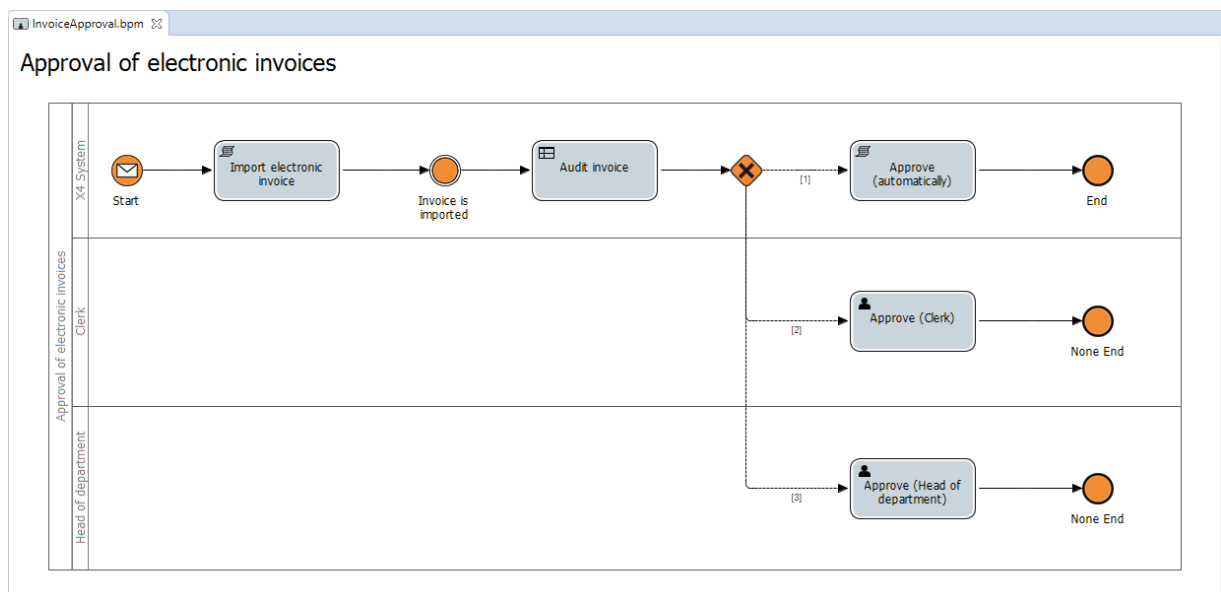 InvoiceApproval.bpm
Approval of electronic invoices
Approval of electronic invoices
X4 System
Start
Import electronic
invoice
Invoice is
imported
Audit invoice
[1]
Approve
(automatically)
End
Clerk
[2]
Approve (Clerk)
None End
Head of department
[3]
Approve (Head of
department)
None End